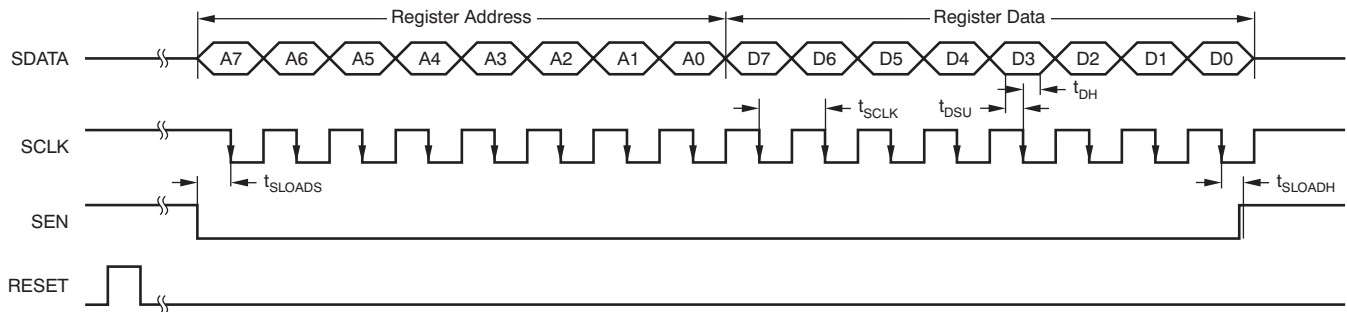 Register Address Register Data
SDATA A7 A6 A5 A4 A3 A2 A1 A0 D7 D6 D5 D4 D3 D2 D1 D0
tSCLK tDSU tDH
SCLK
tSLOADS tSLOADH
SEN
RESET